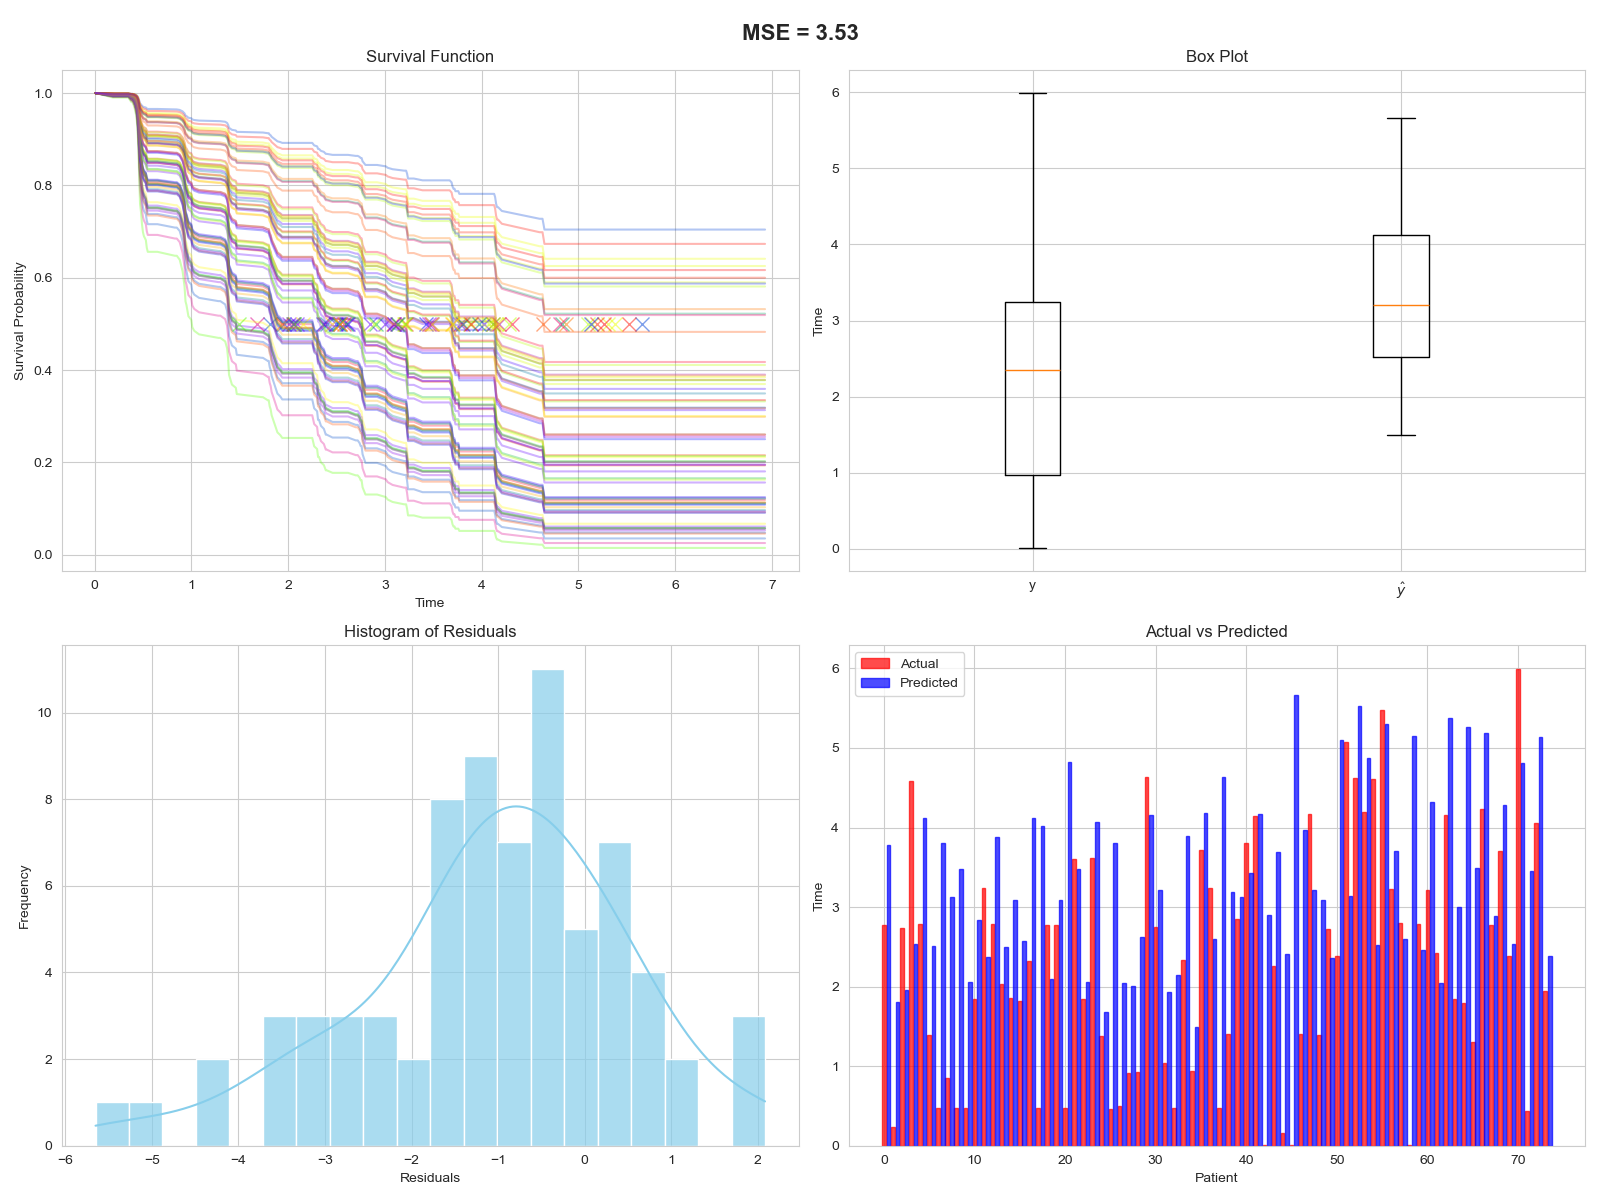 MSE = 3.53
Survival Function
1.0
0.8
0.6
0.4
0.2
0.0
Survival Probability
0 1 2 3 4 5 6 7
Time
Box Plot
6
5
4
3
2
1
0
Time
y ŷ
Histogram of Residuals
10
8
6
4
2
0
Frequency
−6 −5 −4 −3 −2 −1 0 1 2
Residuals
Actual vs Predicted
Actual
Predicted
6
5
4
3
2
1
0
Time
0 10 20 30 40 50 60 70
Patient